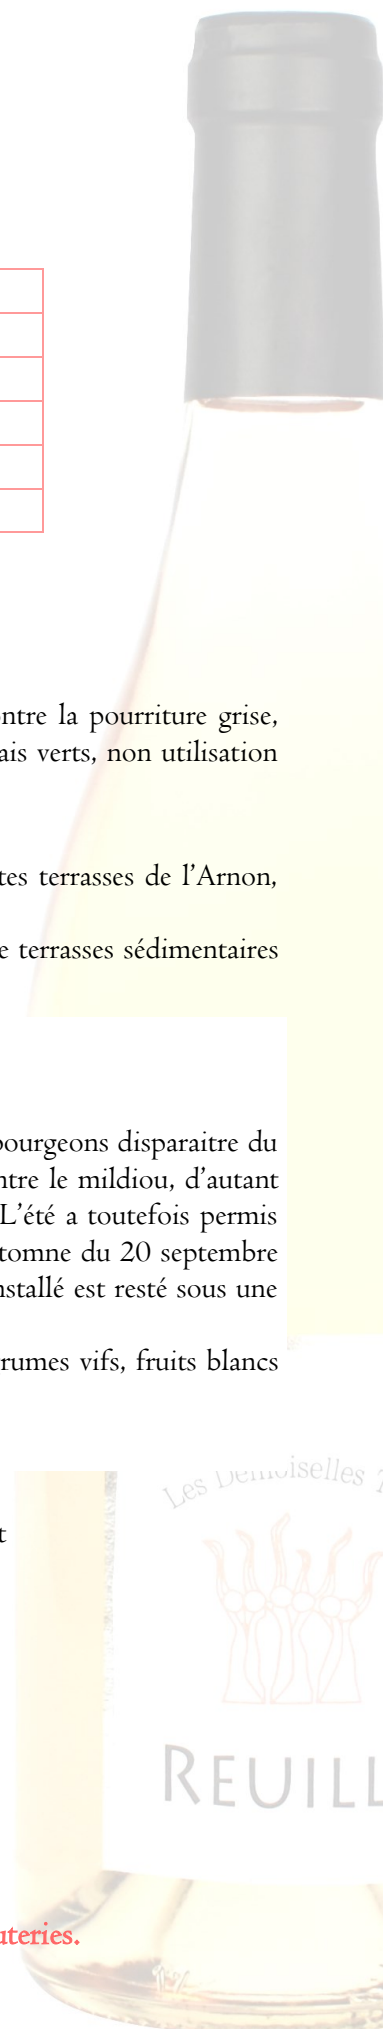 ntre la pourriture grise,
ais verts, non utilisation
tes terrasses de l’Arnon,
e terrasses sédimentaires
bourgeons disparaitre du
ntre le mildiou, d’autant
L’été a toutefois permis
tomne du 20 septembre
nstallé est resté sous une
rumes vifs, fruits blancs
Les Demoiselles T
t
REUILL
uteries.